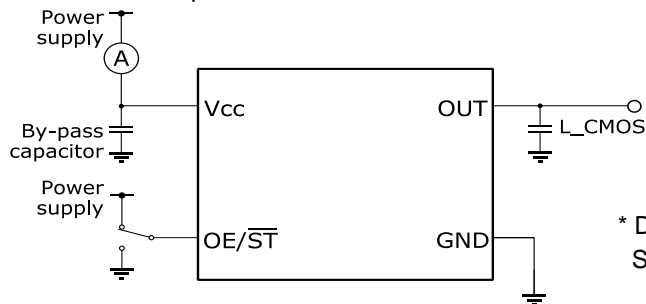 Power
supply
A
Vcc
OUT
By-pass
capacitor
L_CMOS
Power
supply
OE/ST
GND
* D
S